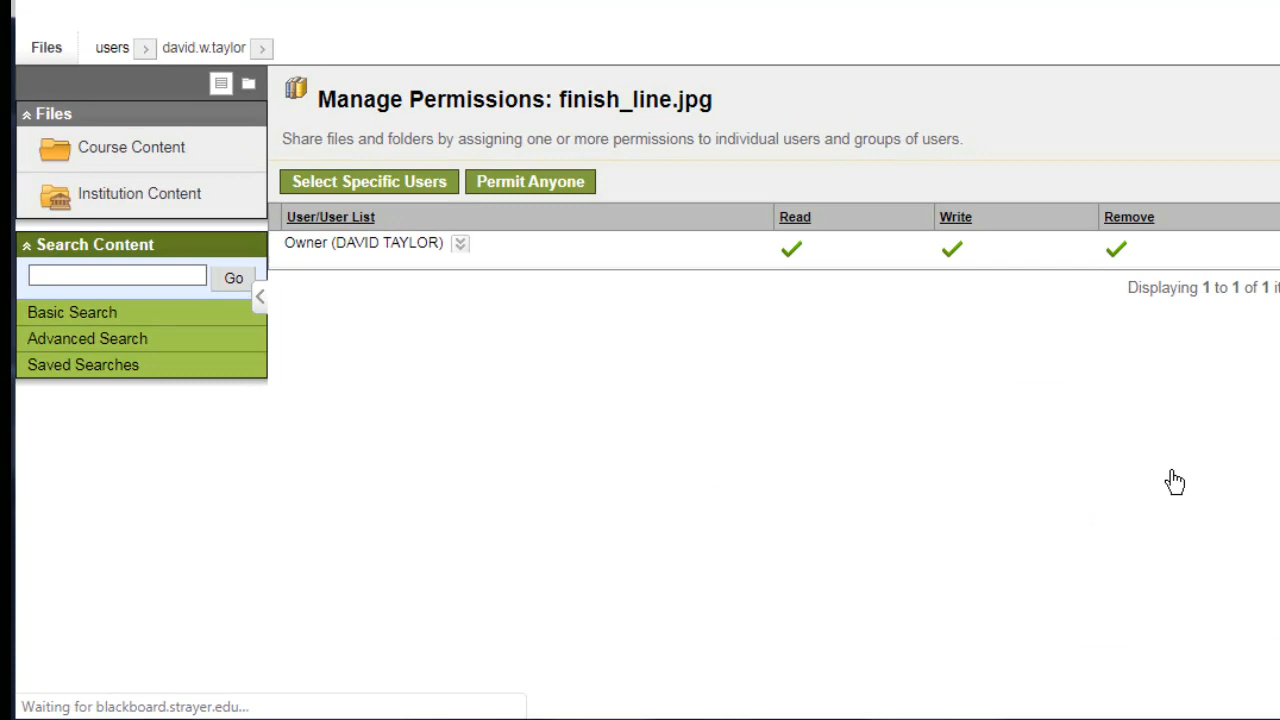 Files users david.w.taylor
Manage Permissions: finish_line.jpg
Share files and folders by assigning one or more permissions to individual users and groups of users.
Files
Course Content
Institution Content
Search Content
Go
Basic Search
Advanced Search
Saved Searches
Select Specific Users Permit Anyone
User/User List Read Write Remove
Owner (DAVID TAYLOR)
Displaying 1 to 1 of 1
Waiting for blackboard.strayer.edu...